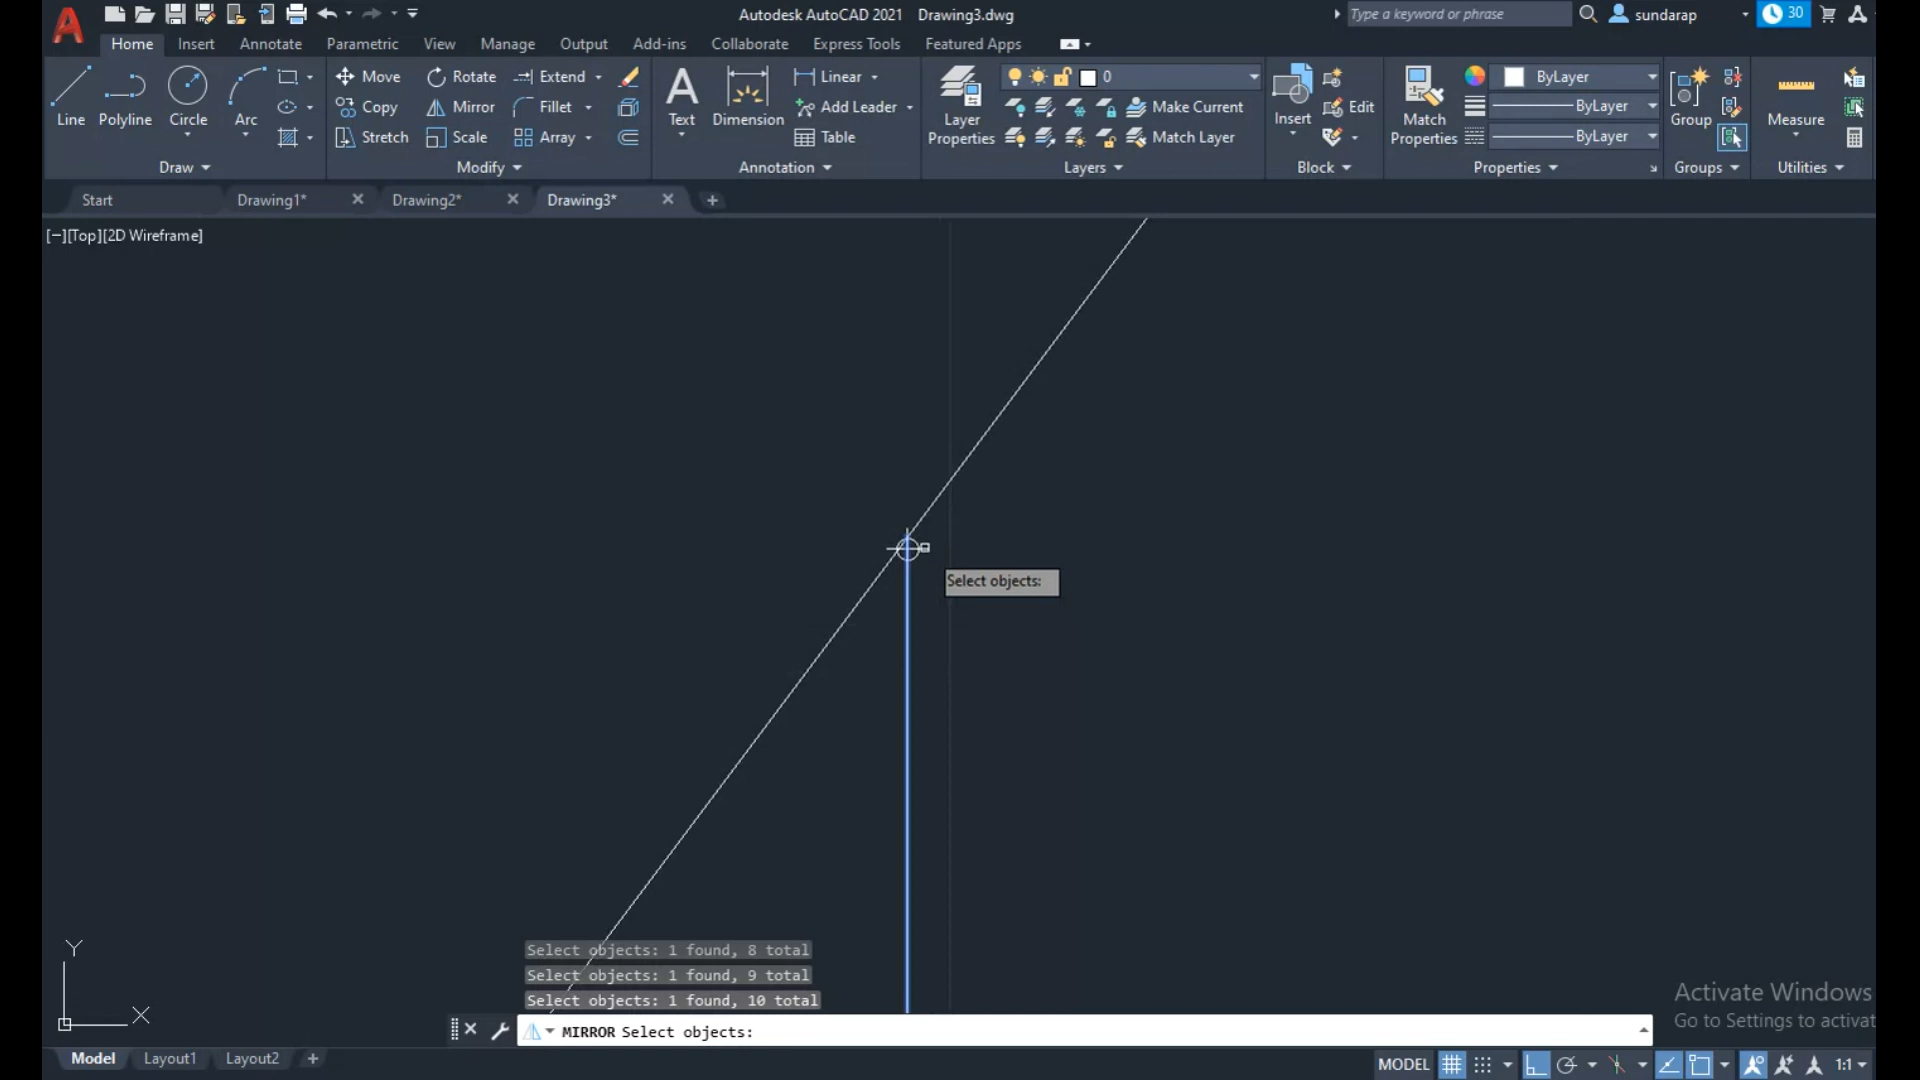 Autodesk AutoCAD 2021 Drawing3.dwg
Type a keyword or phrase
sundarap
30
Home Insert Annotate Parametric View Manage Output Add-ins Collaborate Express Tools Featured Apps
Line Polyline Circle Arc
Draw
Move Rotate Extend
Copy Mirror Fillet
Stretch Scale Array
Modify
Text Dimension
Linear
Add Leader
Table
Annotation
Layer Properties
0
Make Current
Match Layer
Layers
Insert
Edit
Block
Match Properties
ByLayer
ByLayer
ByLayer
Properties
Group
Groups
Measure
Utilities
Start Drawing1* Drawing2* Drawing3*
[−][Top][2D Wireframe]
Select objects:
Select objects: 1 found, 8 total
Select objects: 1 found, 9 total
Select objects: 1 found, 10 total
MIRROR Select objects:
Y
X
Activate Windows
Go to Settings to activat
Model Layout1 Layout2
MODEL
1:1